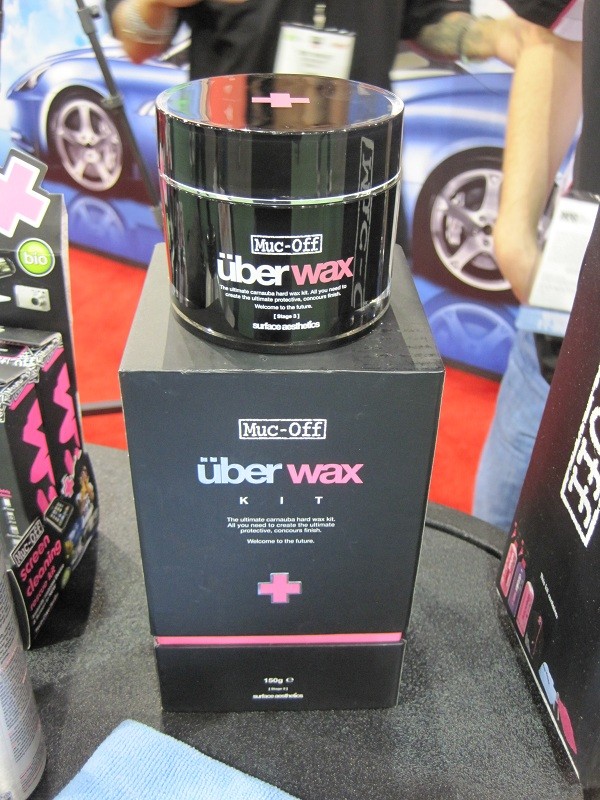 Muc-Off
über wax
The ultimate carnauba hard wax kit. All you need to
create the ultimate protective, concours finish.
Welcome to the future.
[ Stage 3 ]
surface aesthetics
Muc-Off
über wax
KIT
The ultimate carnauba hard wax kit.
All you need to create the ultimate
protective, concours finish.
Welcome to the future.
150g ℮
[ Stage 3 ]
surface aesthetics
bio
Muc-Off
screen
cleaning